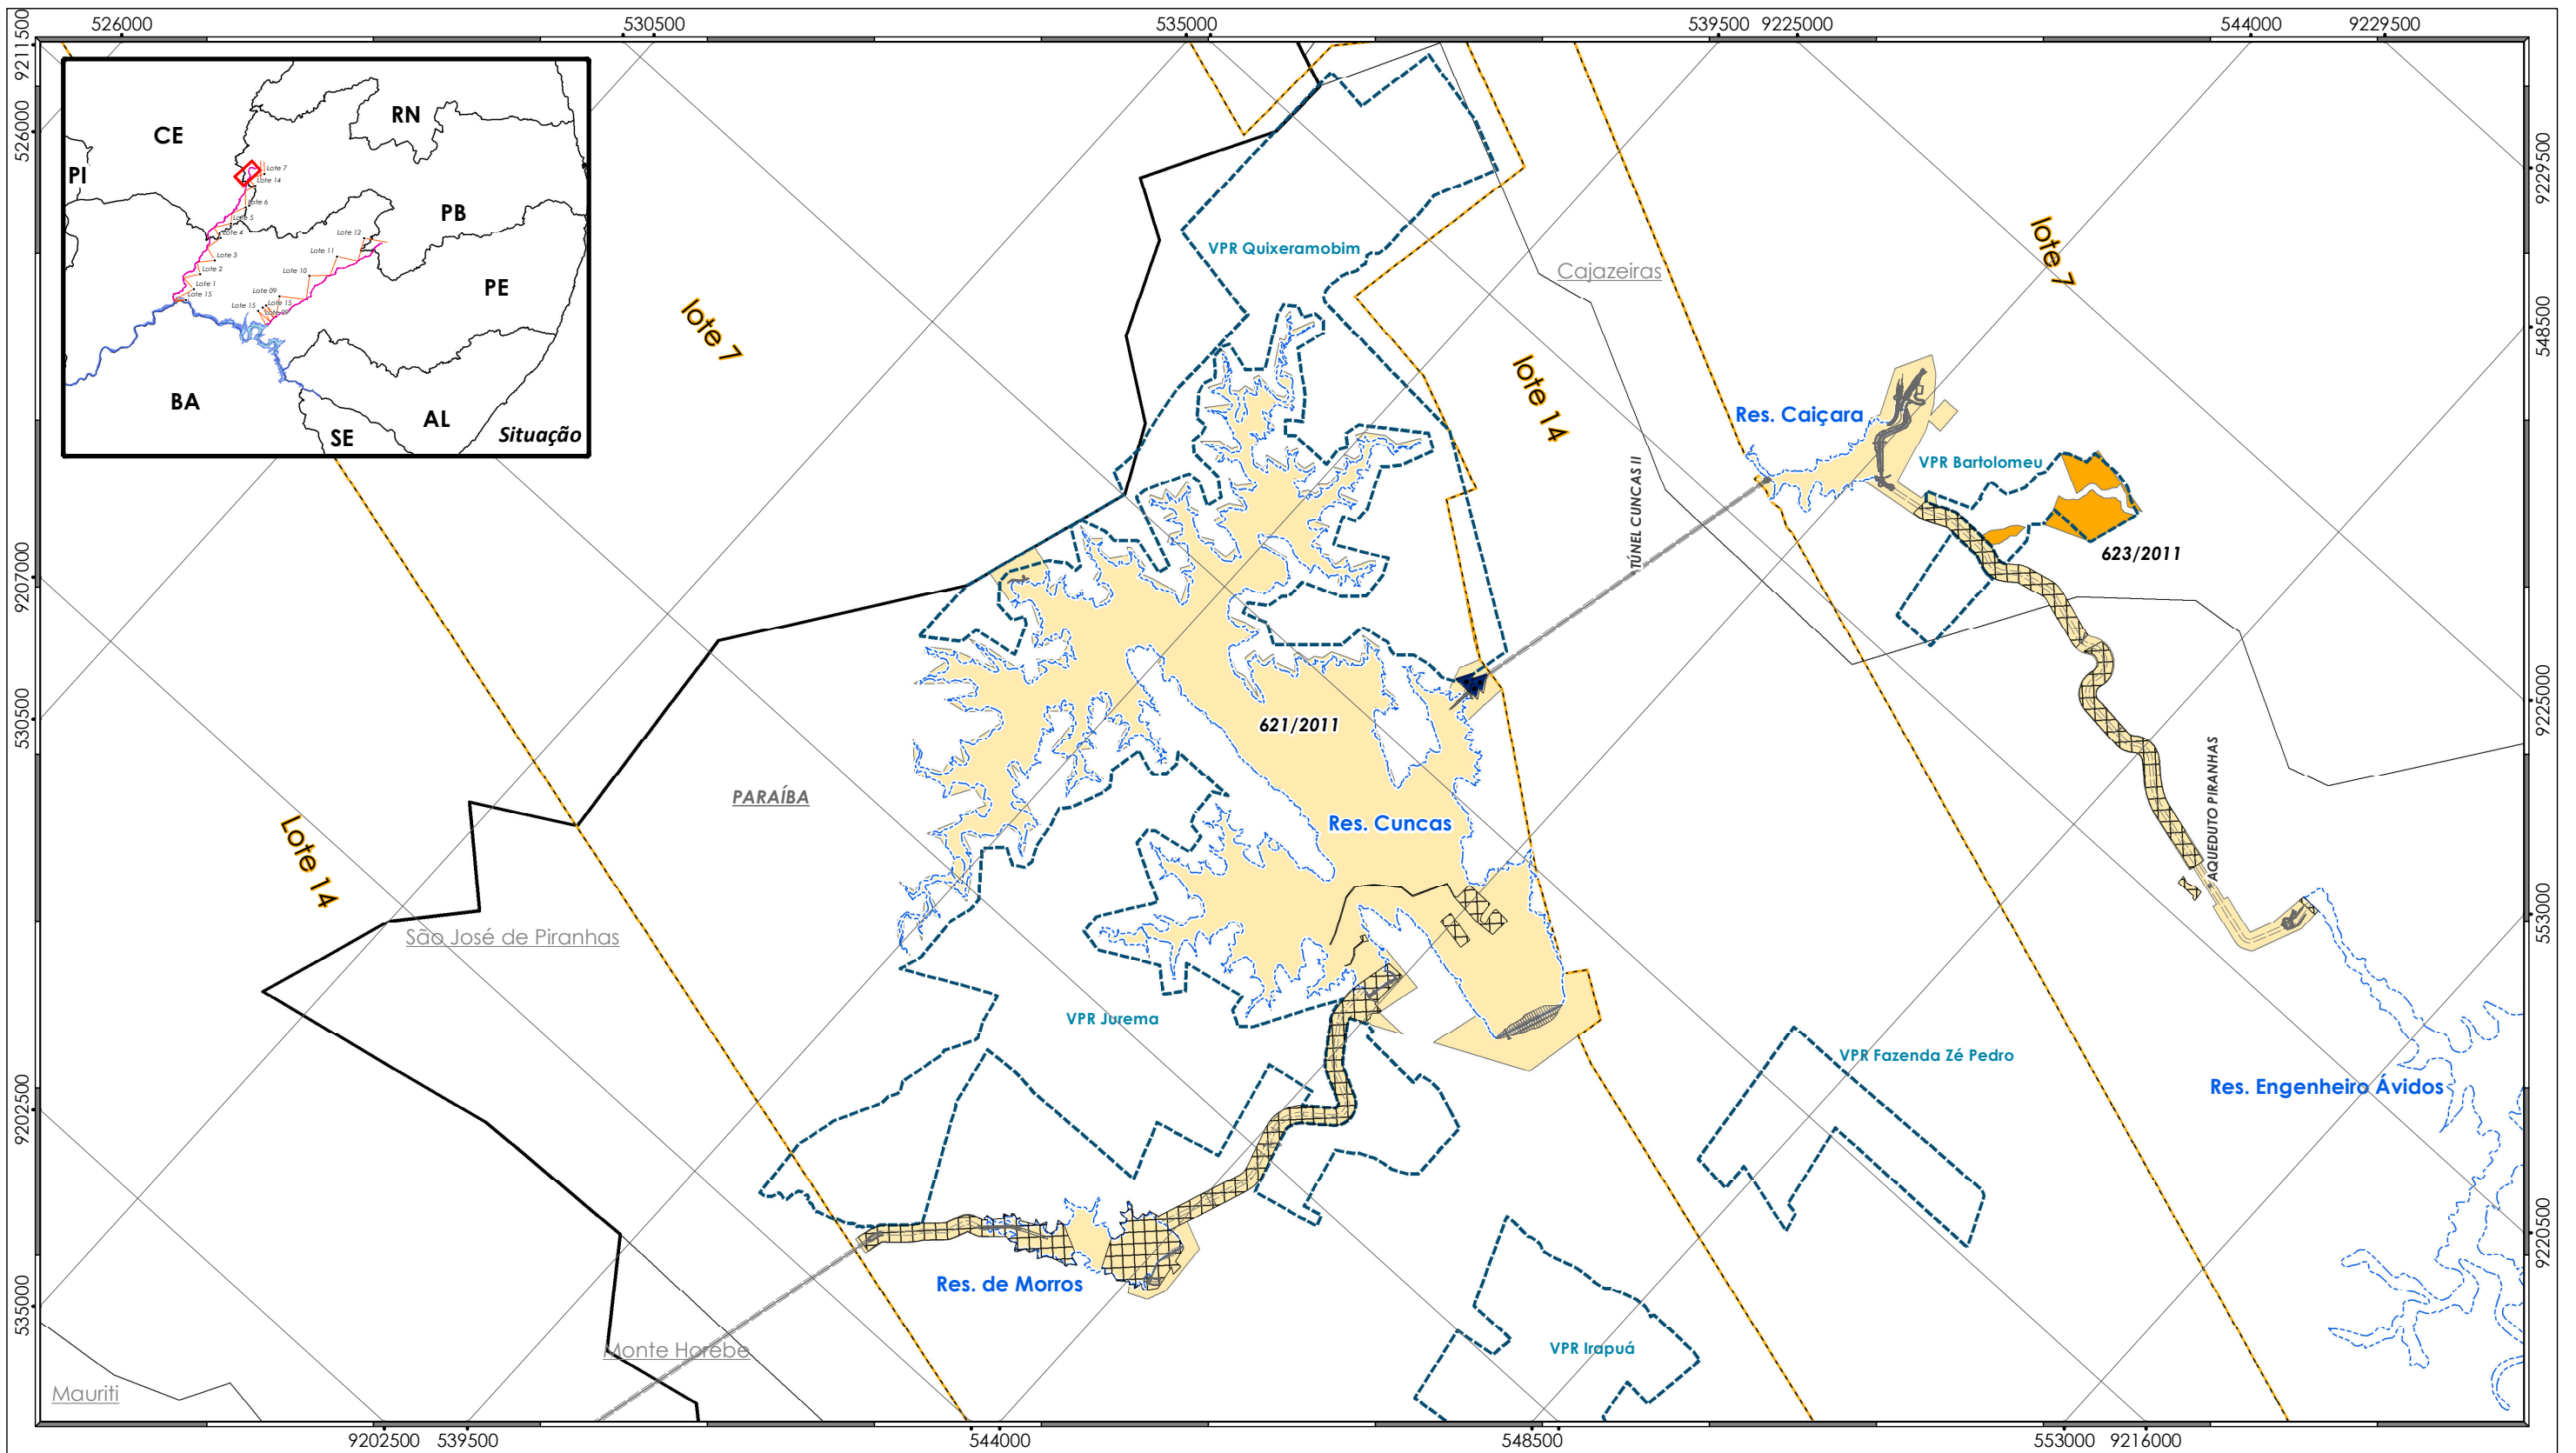 526000
530500
535000
539500
9225000
544000
9229500
9211500
526000
9207000
530500
9202500
535000
9229500
548500
9225000
553000
9220500
9202500
539500
544000
548500
553000
9216000
CE
RN
PI
PB
PE
BA
AL
SE
Situação
Lote 7
Lote 14
Lote 6
Lote 5
Lote 4
Lote 3
Lote 2
Lote 1
Lote 15
Lote 12
Lote 11
Lote 10
Lote 09
Lote 15
Lote 15
lote 7
VPR Quixeramobim
Cajazeiras
lote 7
lote 14
Res. Caiçara
VPR Bartolomeu
TÚNEL CUNCAS II
623/2011
621/2011
PARAÍBA
Res. Cuncas
AQUEDUTO PIRANHAS
Lote 14
São José de Piranhas
VPR Jurema
VPR Fazenda Zé Pedro
Res. Engenheiro Ávidos
Res. de Morros
Monte Horebe
VPR Irapuá
Mauriti